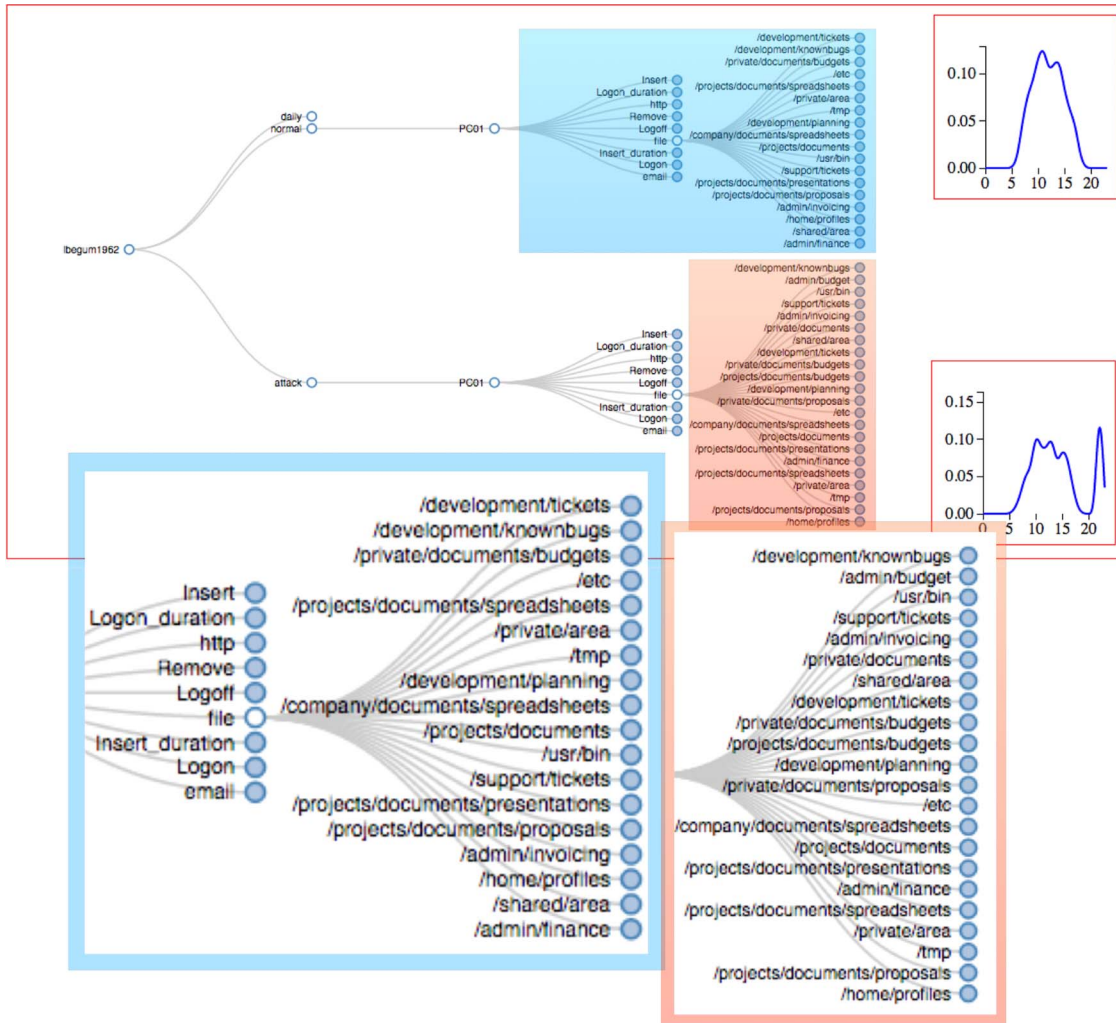 /development/tickets
/development/knownbugs
/private/documents/budgets
/etc
/projects/documents/spreadsheets
/private/area
/tmp
/development/planning
/company/documents/spreadsheets
/projects/documents
/usr/bin
/support/tickets
/projects/documents/presentations
/projects/documents/proposals
/admin/invoicing
/home/profiles
/shared/area
/admin/finance
Insert
Logon_duration
http
Remove
Logoff
file
Insert_duration
Logon
email
daily
normal
PC01
lbegum1962
0.10
0.05
0.00
0 5 10 15 20
attack
PC01
Insert
Logon_duration
http
Remove
Logoff
file
Insert_duration
Logon
email
/development/knownbugs
/admin/budget
/usr/bin
/support/tickets
/admin/invoicing
/private/documents
/shared/area
/development/tickets
/private/documents/budgets
/projects/documents/budgets
/development/planning
/private/documents/proposals
/etc
/company/documents/spreadsheets
/projects/documents
/projects/documents/presentations
/admin/finance
/projects/documents/spreadsheets
/private/area
/tmp
/projects/documents/proposals
/home/profiles
0.15
0.10
0.05
0.00
0 5 10 15 20
Insert
Logon_duration
http
Remove
Logoff
file
Insert_duration
Logon
email
/development/tickets
/development/knownbugs
/private/documents/budgets
/etc
/projects/documents/spreadsheets
/private/area
/tmp
/development/planning
/company/documents/spreadsheets
/projects/documents
/usr/bin
/support/tickets
/projects/documents/presentations
/projects/documents/proposals
/admin/invoicing
/home/profiles
/shared/area
/admin/finance
/development/knownbugs
/admin/budget
/usr/bin
/support/tickets
/admin/invoicing
/private/documents
/shared/area
/development/tickets
/private/documents/budgets
/projects/documents/budgets
/development/planning
/private/documents/proposals
/etc
/company/documents/spreadsheets
/projects/documents
/projects/documents/presentations
/admin/finance
/projects/documents/spreadsheets
/private/area
/tmp
/projects/documents/proposals
/home/profiles